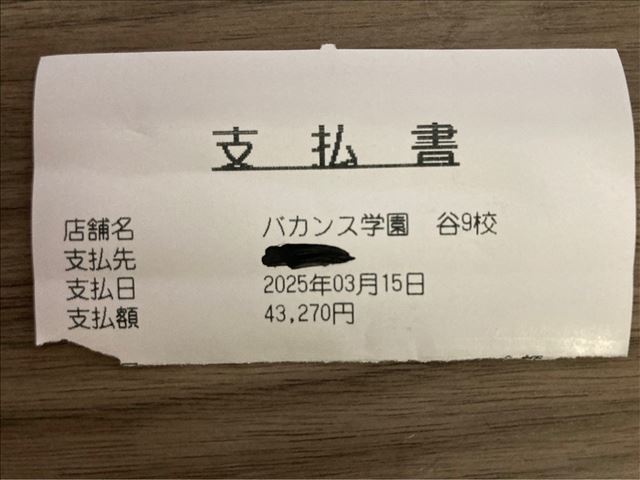 支払書
店舗名 バカンス学園 谷9校
支払先
支払日 2025年03月15日
支払額 43,270円